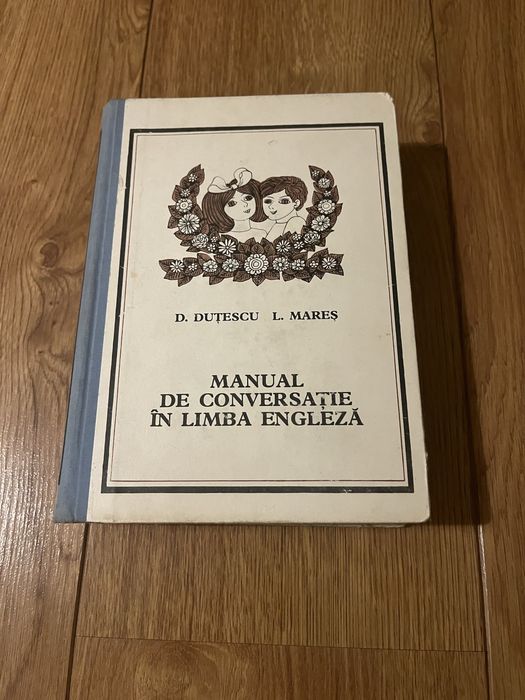 D. DUȚESCU L. MAREȘ
MANUAL
DE CONVERSAȚIE
ÎN LIMBA ENGLEZĂ